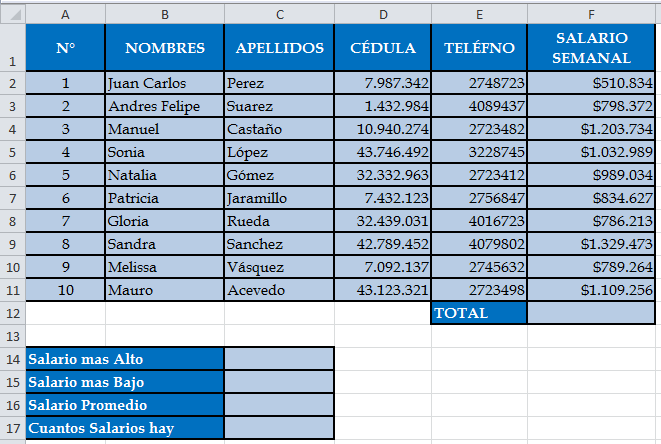 A B C D E F
1 N° NOMBRES APELLIDOS CÉDULA TELÉFNO SALARIO SEMANAL
2 1 Juan Carlos Perez 7.987.342 2748723 $510.834
3 2 Andres Felipe Suarez 1.432.984 4089437 $798.372
4 3 Manuel Castaño 10.940.274 2723482 $1.203.734
5 4 Sonia López 43.746.492 3228745 $1.032.989
6 5 Natalia Gómez 32.332.963 2723412 $989.034
7 6 Patricia Jaramillo 7.432.123 2756847 $834.627
8 7 Gloria Rueda 32.439.031 4016723 $786.213
9 8 Sandra Sanchez 42.789.452 4079802 $1.329.473
10 9 Melissa Vásquez 7.092.137 2745632 $789.264
11 10 Mauro Acevedo 43.123.321 2723498 $1.109.256
12 TOTAL
13
14 Salario mas Alto
15 Salario mas Bajo
16 Salario Promedio
17 Cuantos Salarios hay